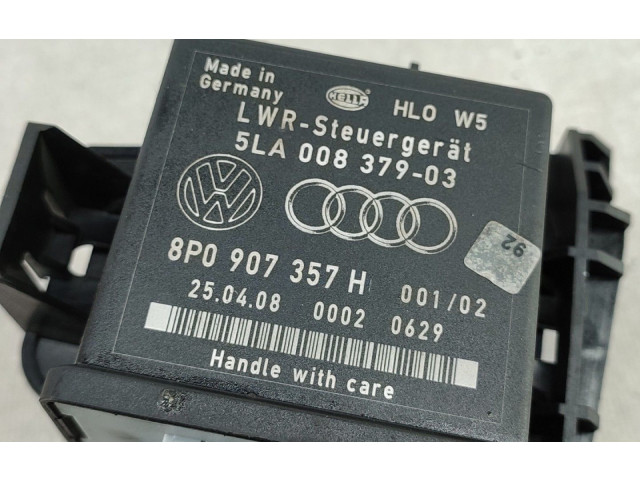 Made in
Germany
HELLA
HLO W5
LWR-Steuergerät
5LA 008 379-03
VW
92
8P0 907 357 H 001/02
25.04.08 0002 0629
Handle with care